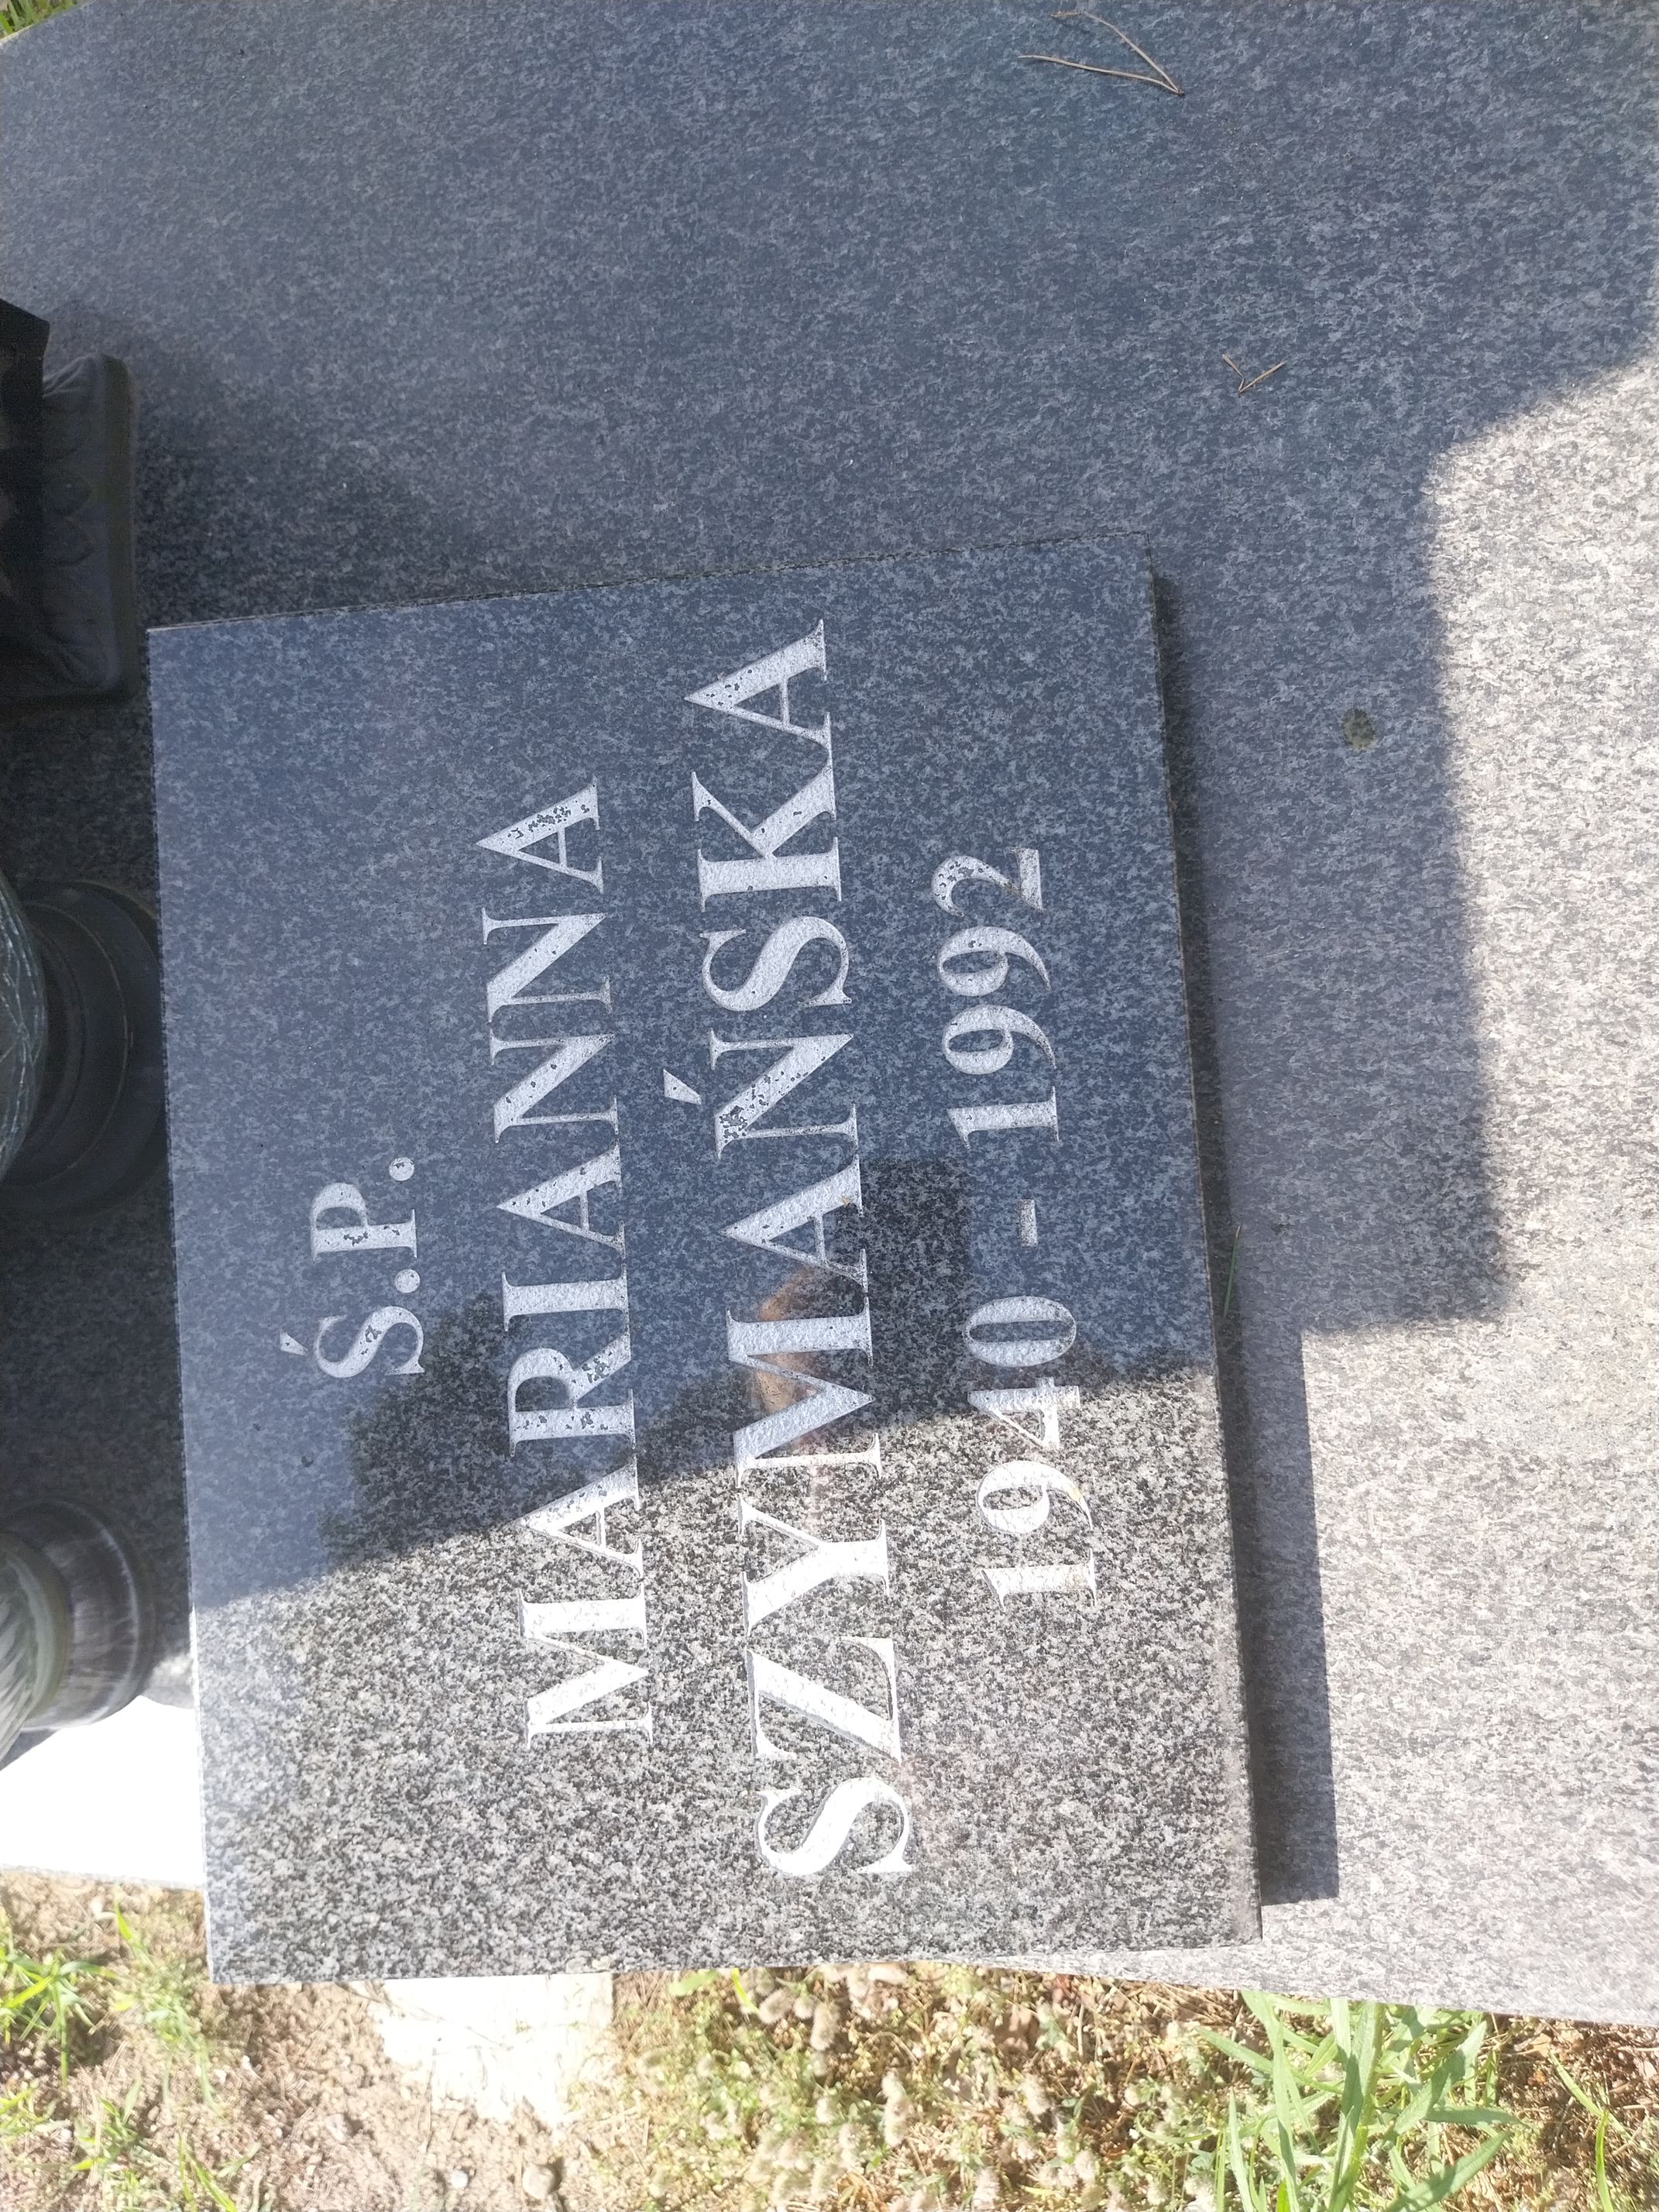 Ś.P.
MARIANNA
SZYMAŃSKA
1940 - 1992